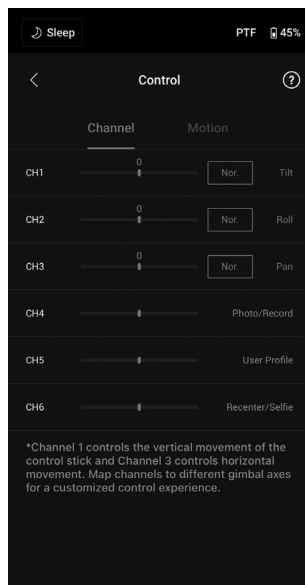 Sleep PTF 45%
Control ?
Channel Motion
0
CH1 Nor. Tilt
0
CH2 Nor. Roll
0
CH3 Nor. Pan
CH4 Photo/Record
CH5 User Profile
CH6 Recenter/Selfie
*Channel 1 controls the vertical movement of the
control stick and Channel 3 controls horizontal
movement. Map channels to different gimbal axes
for a customized control experience.